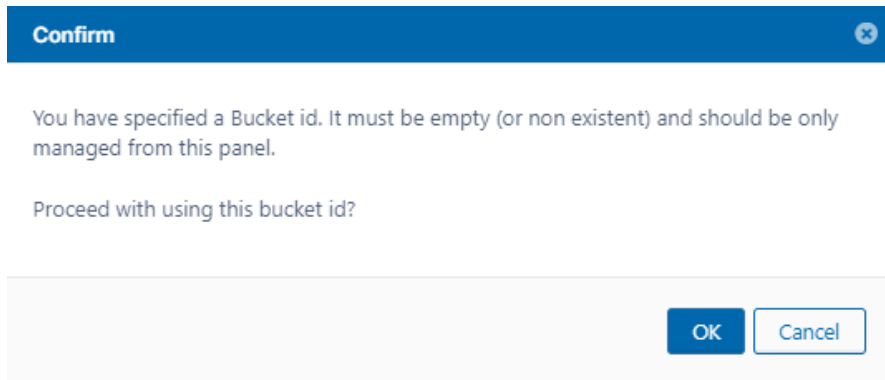 Confirm
You have specified a Bucket id. It must be empty (or non existent) and should be only
managed from this panel.
Proceed with using this bucket id?
OK
Cancel